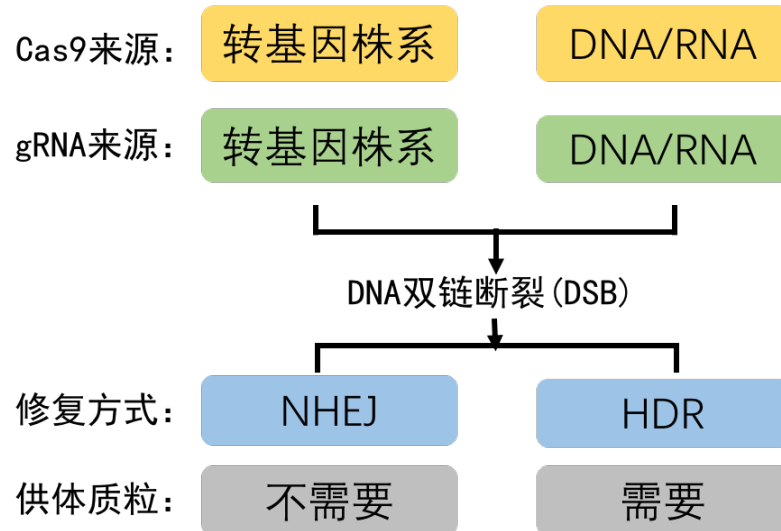 Cas9来源： 转基因株系 DNA/RNA
gRNA来源： 转基因株系 DNA/RNA
DNA双链断裂(DSB)
修复方式： NHEJ HDR
供体质粒： 不需要 需要